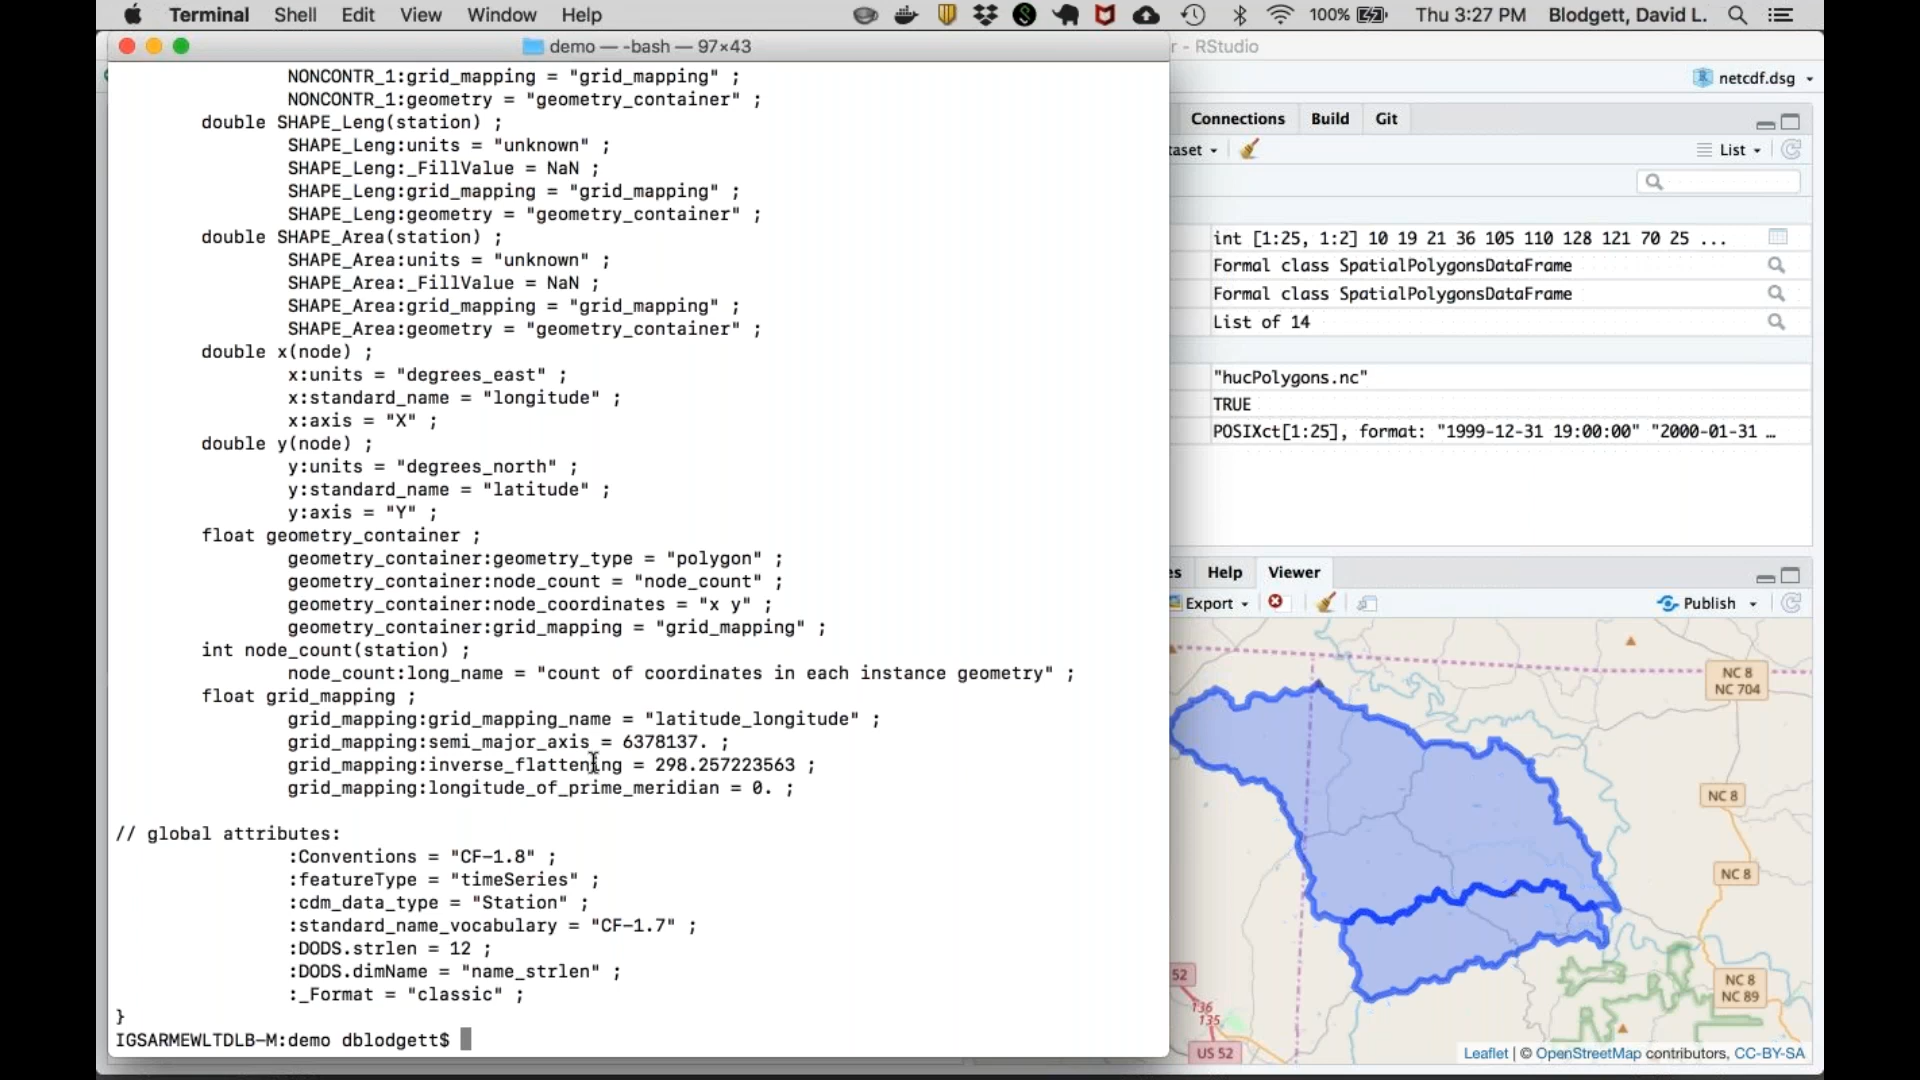 Terminal Shell Edit View Window Help 100% Thu 3:27 PM Blodgett, David L.
demo — -bash — 97×43
r - RStudio
NONCONTR_1:grid_mapping = "grid_mapping" ;
NONCONTR_1:geometry = "geometry_container" ;
double SHAPE_Leng(station) ;
SHAPE_Leng:units = "unknown" ;
SHAPE_Leng:_FillValue = NaN ;
SHAPE_Leng:grid_mapping = "grid_mapping" ;
SHAPE_Leng:geometry = "geometry_container" ;
double SHAPE_Area(station) ;
SHAPE_Area:units = "unknown" ;
SHAPE_Area:_FillValue = NaN ;
SHAPE_Area:grid_mapping = "grid_mapping" ;
SHAPE_Area:geometry = "geometry_container" ;
double x(node) ;
x:units = "degrees_east" ;
x:standard_name = "longitude" ;
x:axis = "X" ;
double y(node) ;
y:units = "degrees_north" ;
y:standard_name = "latitude" ;
y:axis = "Y" ;
float geometry_container ;
geometry_container:geometry_type = "polygon" ;
geometry_container:node_count = "node_count" ;
geometry_container:node_coordinates = "x y" ;
geometry_container:grid_mapping = "grid_mapping" ;
int node_count(station) ;
node_count:long_name = "count of coordinates in each instance geometry" ;
float grid_mapping ;
grid_mapping:grid_mapping_name = "latitude_longitude" ;
grid_mapping:semi_major_axis = 6378137. ;
grid_mapping:inverse_flattening = 298.257223563 ;
grid_mapping:longitude_of_prime_meridian = 0. ;
// global attributes:
:Conventions = "CF-1.8" ;
:featureType = "timeSeries" ;
:cdm_data_type = "Station" ;
:standard_name_vocabulary = "CF-1.7" ;
:DODS.strlen = 12 ;
:DODS.dimName = "name_strlen" ;
:_Format = "classic" ;
}
IGSARMEWLTDLB-M:demo dblodgett$
netcdf.dsg
Connections Build Git
taset List
int [1:25, 1:2] 10 19 21 36 105 110 128 121 70 25 ...
Formal class SpatialPolygonsDataFrame
Formal class SpatialPolygonsDataFrame
List of 14
"hucPolygons.nc"
TRUE
POSIXct[1:25], format: "1999-12-31 19:00:00" "2000-01-31 …
es Help Viewer
Export Publish
NC 8
NC 704
NC 8
NC 8
NC 8
NC 89
52
136
135
US 52
Leaflet | © OpenStreetMap contributors, CC-BY-SA